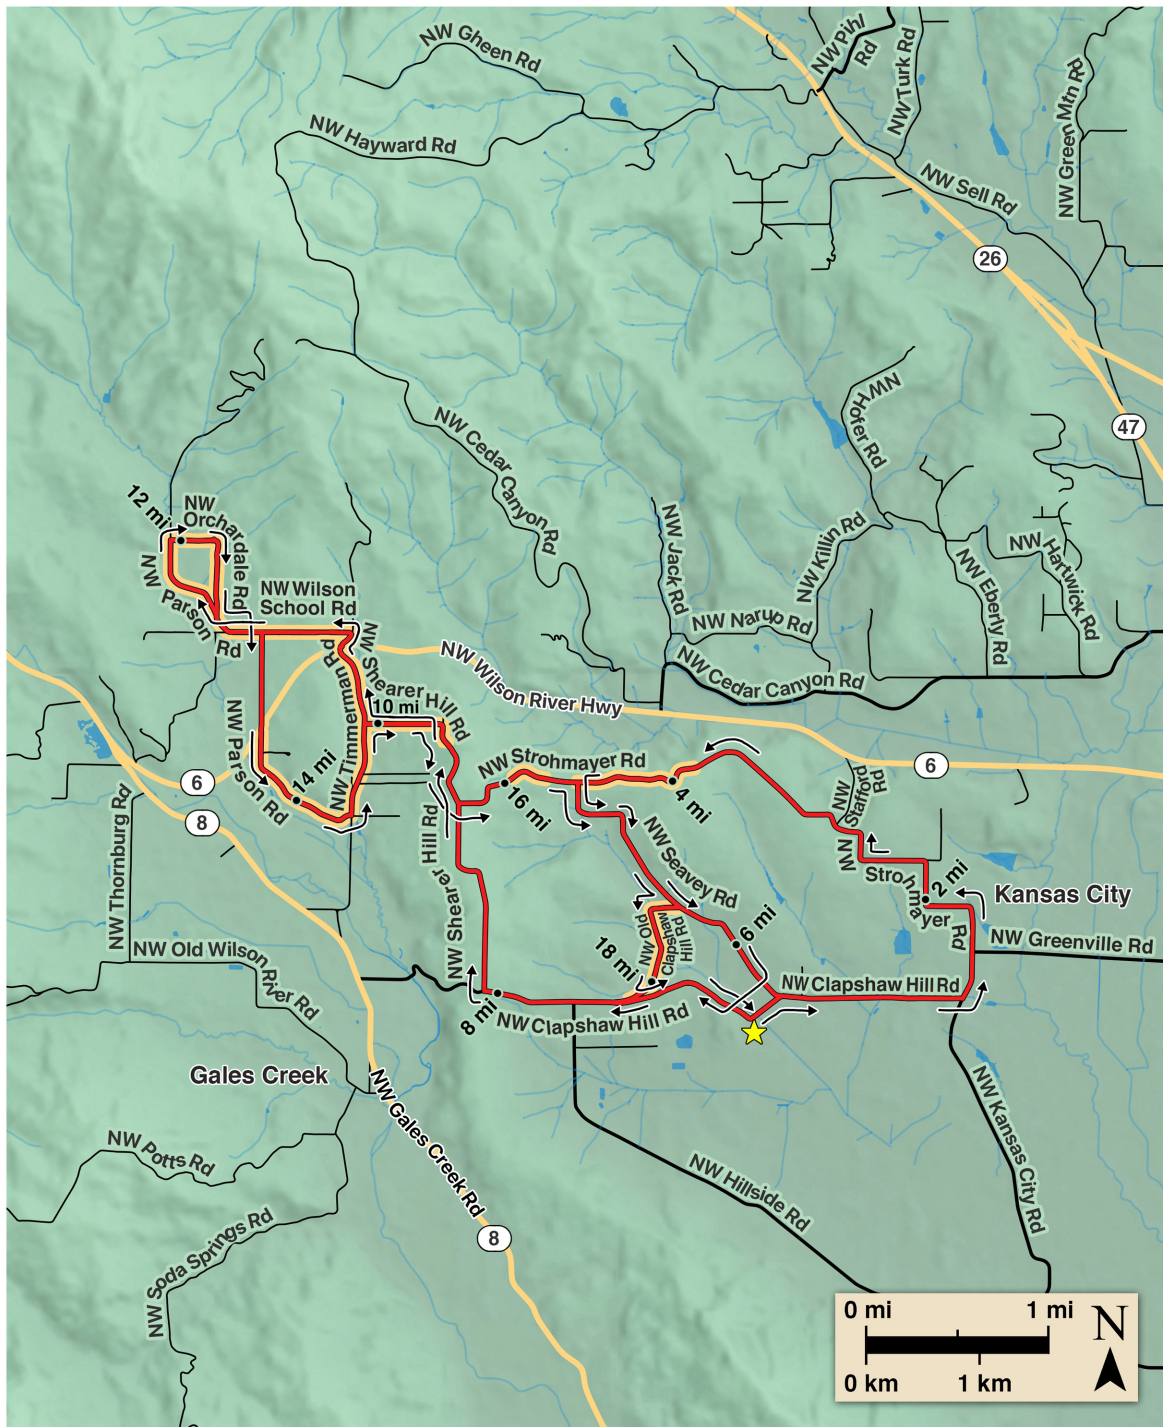 NW Gheen Rd
NW Pihl
Rd
NW Turk Rd
NW Green Mtn Rd
NW Hayward Rd
NW Sell Rd
26
NW Hofer Rd
47
NW Cedar
Canyon Rd
12 mi
NW
Orchardale Rd
NW Jack Rd
NW Killin Rd
NW Hartwick Rd
NW Eberly Rd
NW Parson
Rd
NW Wilson
School Rd
NW Narup Rd
NW Shearer Hill Rd
NW Wilson River Hwy
NW Cedar Canyon Rd
10 mi
NW Timmerman Rd
NW Parson Rd
14 mi
6
8
NW Strohmayer Rd
16 mi
4 mi
6
NW
Stafford
Rd
NW Thornburg Rd
NW Shearer Hill Rd
NW Seavey Rd
NW
Strohmayer
Rd
2 mi
Kansas City
6 mi
NW Old
Clapshaw
Hill Rd
18 mi
NW Greenville Rd
NW Old Wilson
River Rd
NW Clapshaw Hill Rd
8 mi
NW Clapshaw Hill Rd
Gales Creek
NW Gales Creek Rd
NW Kansas City Rd
NW Potts Rd
NW Hillside Rd
NW Soda Springs Rd
8
0 mi 1 mi
0 km 1 km
N